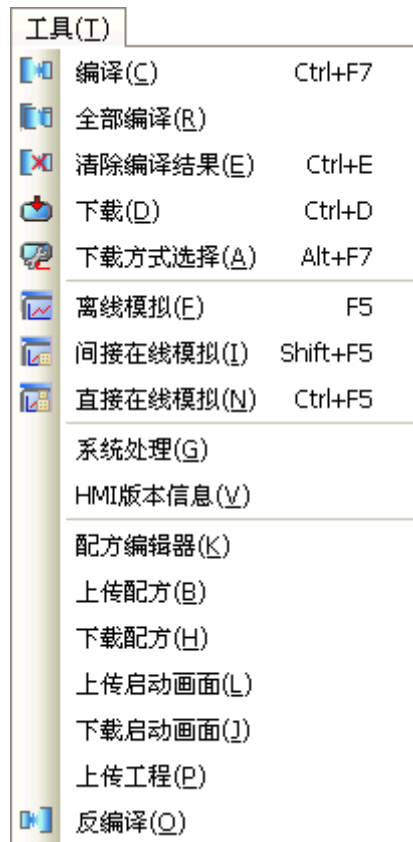 工具(T)
编译(C) Ctrl+F7
全部编译(R)
清除编译结果(E) Ctrl+E
下载(D) Ctrl+D
下载方式选择(A) Alt+F7
离线模拟(F) F5
间接在线模拟(I) Shift+F5
直接在线模拟(N) Ctrl+F5
系统处理(G)
HMI版本信息(V)
配方编辑器(K)
上传配方(B)
下载配方(H)
上传启动画面(L)
下载启动画面(J)
上传工程(P)
反编译(O)